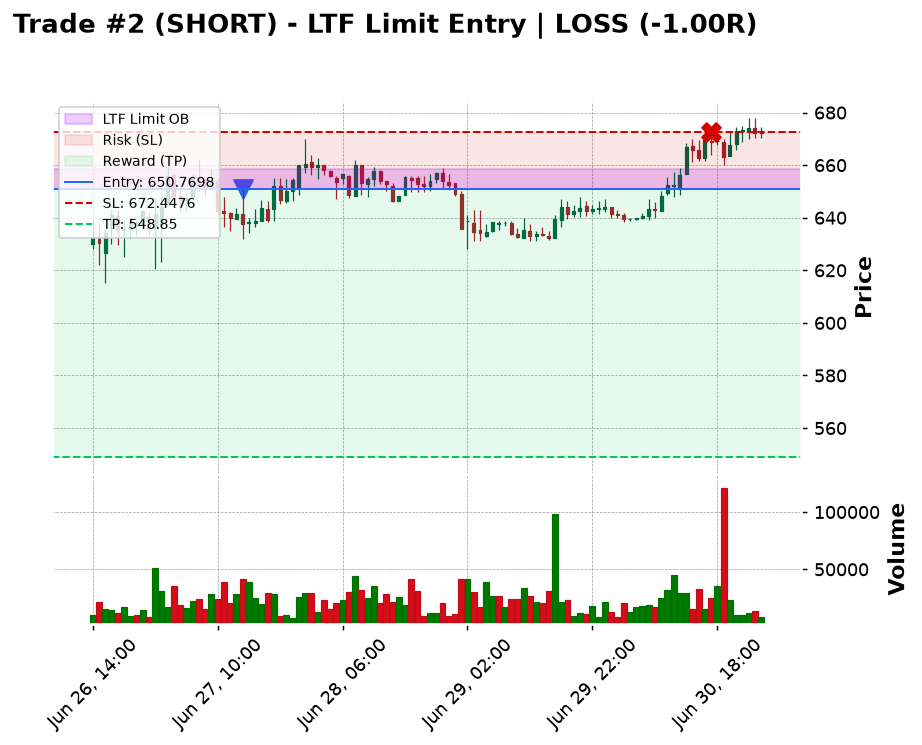 Trade #2 (SHORT) - LTF Limit Entry | LOSS (-1.00R)
LTF Limit OB
Risk (SL)
Reward (TP)
Entry: 650.7698
SL: 672.4476
TP: 548.85
680
660
640
620
600
580
560
Price
100000
50000
Volume
Jun 26, 14:00
Jun 27, 10:00
Jun 28, 06:00
Jun 29, 02:00
Jun 29, 22:00
Jun 30, 18:00